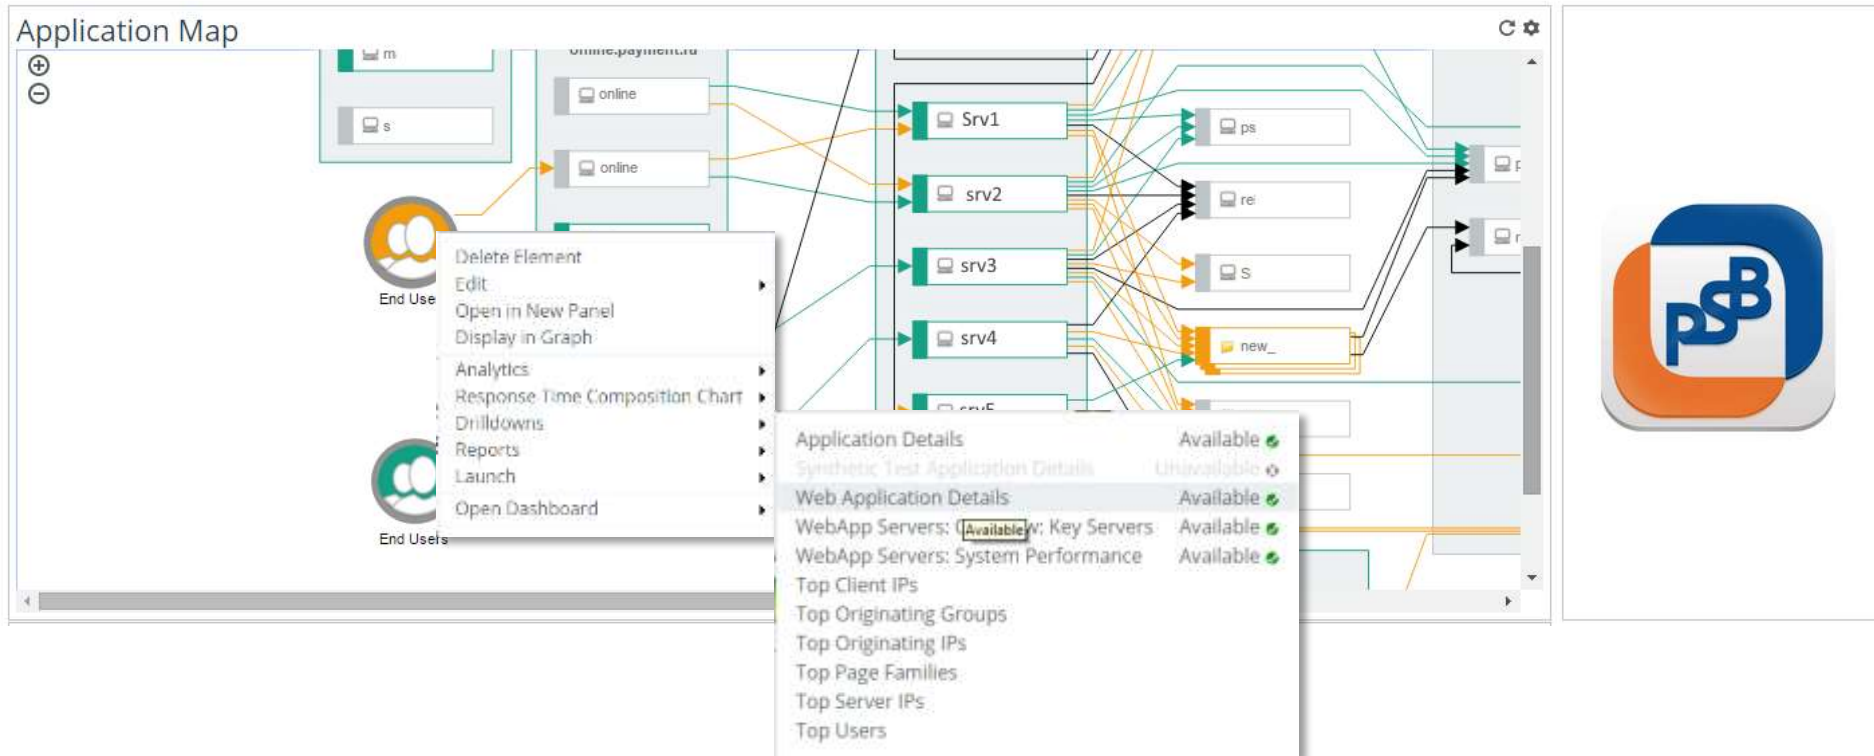 Application Map
m
s
online.payment.ru
online
online
End Use
End Users
Srv1
srv2
srv3
srv4
srv5
ps
re
S
new_
p
r
Delete Element
Edit
Open in New Panel
Display in Graph
Analytics
Response Time Composition Chart
Drilldowns
Reports
Launch
Open Dashboard
Application Details Available
Synthetic Test Application Details Unavailable
Web Application Details Available
WebApp Servers: Available w: Key Servers Available
WebApp Servers: System Performance Available
Top Client IPs
Top Originating Groups
Top Originating IPs
Top Page Families
Top Server IPs
Top Users
PSB